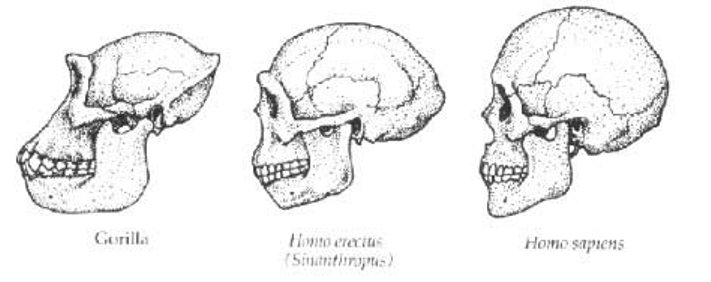 Gorilla
Homo erectus
(Sinanthropus)
Homo sapiens